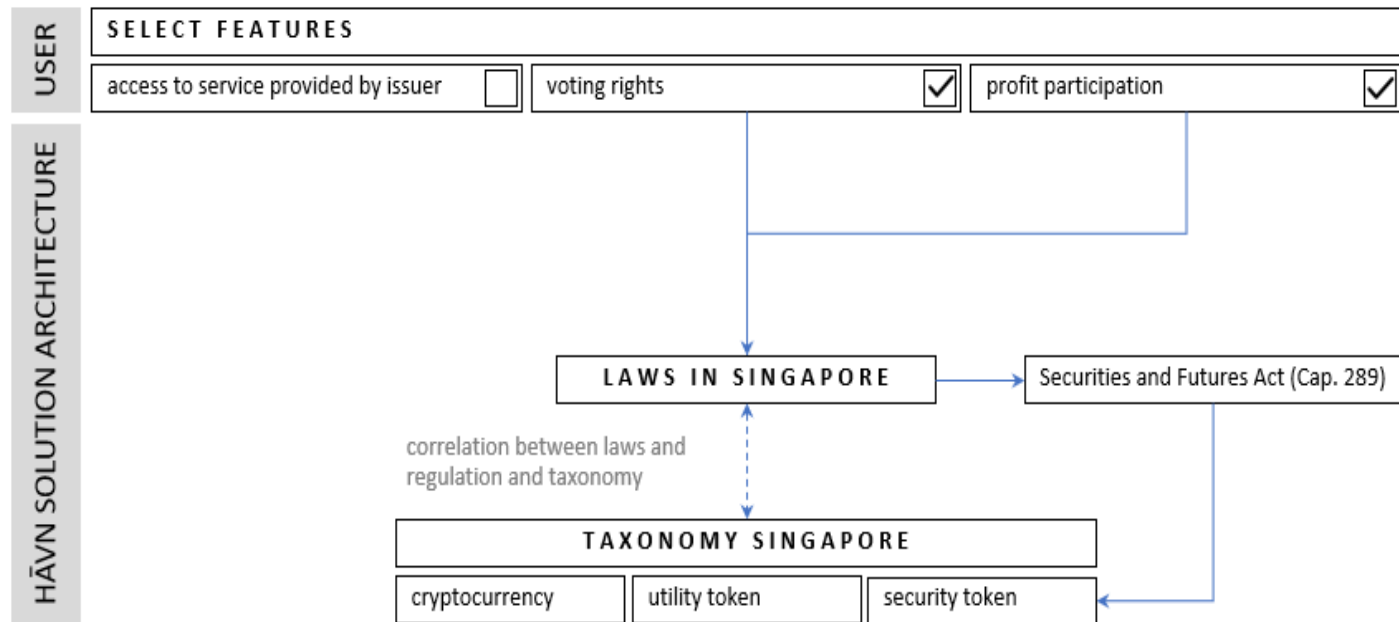 USER
SELECT FEATURES
access to service provided by issuer
voting rights
profit participation
HĀVN SOLUTION ARCHITECTURE
LAWS IN SINGAPORE
Securities and Futures Act (Cap. 289)
correlation between laws and
regulation and taxonomy
TAXONOMY SINGAPORE
cryptocurrency
utility token
security token